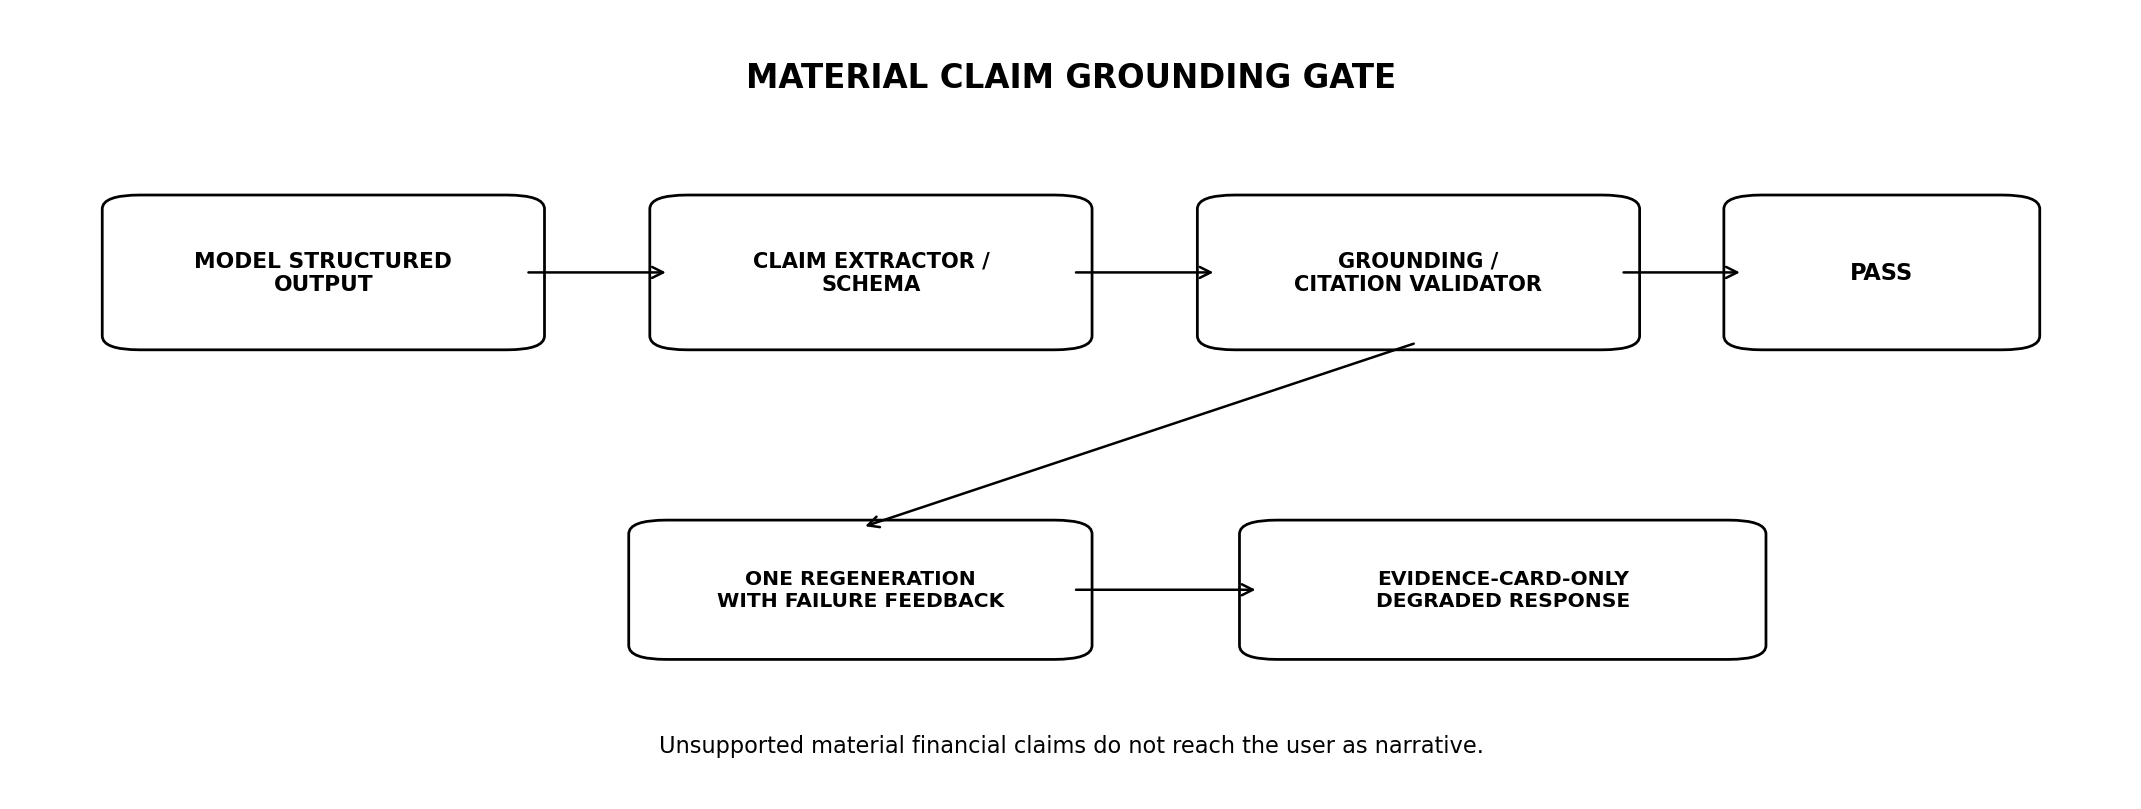 MATERIAL CLAIM GROUNDING GATE
MODEL STRUCTURED
OUTPUT
CLAIM EXTRACTOR /
SCHEMA
GROUNDING /
CITATION VALIDATOR
PASS
ONE REGENERATION
WITH FAILURE FEEDBACK
EVIDENCE-CARD-ONLY
DEGRADED RESPONSE
Unsupported material financial claims do not reach the user as narrative.